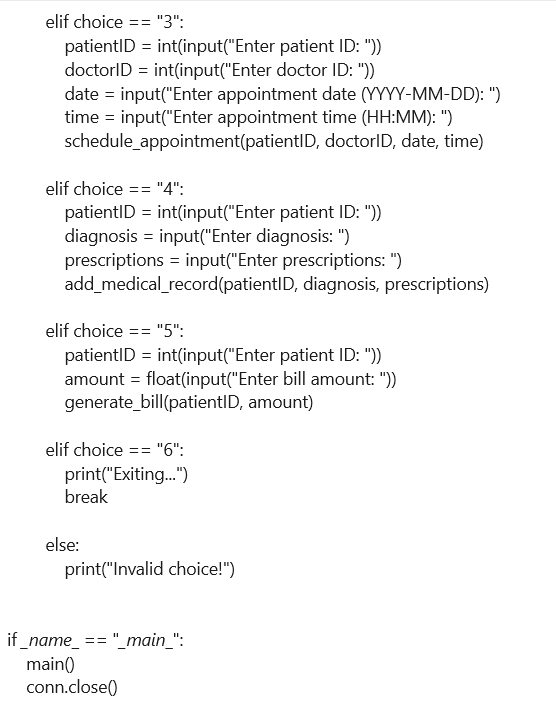 elif choice == "3":
patientID = int(input("Enter patient ID: "))
doctorID = int(input("Enter doctor ID: "))
date = input("Enter appointment date (YYYY-MM-DD): ")
time = input("Enter appointment time (HH:MM): ")
schedule_appointment(patientID, doctorID, date, time)
elif choice == "4":
patientID = int(input("Enter patient ID: "))
diagnosis = input("Enter diagnosis: ")
prescriptions = input("Enter prescriptions: ")
add_medical_record(patientID, diagnosis, prescriptions)
elif choice == "5":
patientID = int(input("Enter patient ID: "))
amount = float(input("Enter bill amount: "))
generate_bill(patientID, amount)
elif choice == "6":
print("Exiting...")
break
else:
print("Invalid choice!")
if _name_ == "_main_":
main()
conn.close()